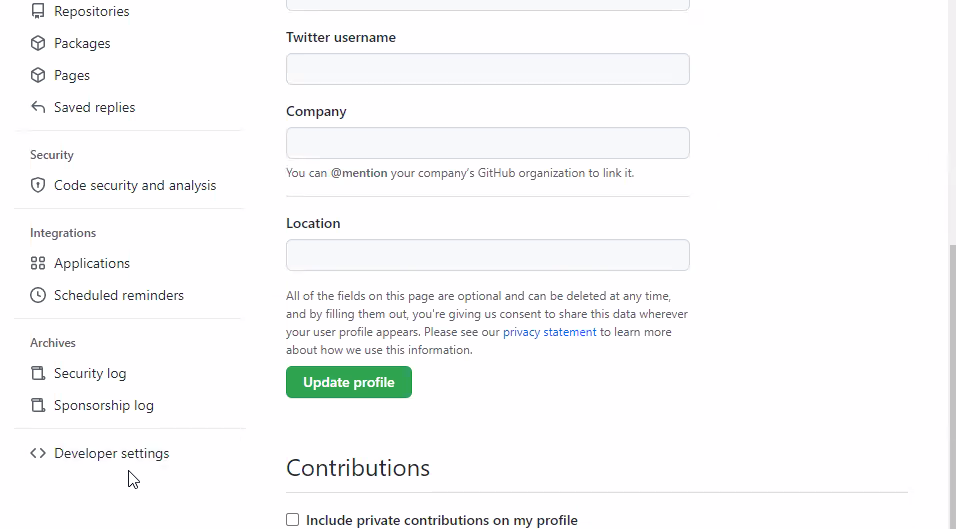 Repositories
Packages
Pages
Saved replies
Security
Code security and analysis
Integrations
Applications
Scheduled reminders
Archives
Security log
Sponsorship log
Developer settings
Twitter username
Company
You can @mention your company's GitHub organization to link it.
Location
All of the fields on this page are optional and can be deleted at any time,
and by filling them out, you're giving us consent to share this data wherever
your user profile appears. Please see our privacy statement to learn more
about how we use this information.
Update profile
Contributions
Include private contributions on my profile